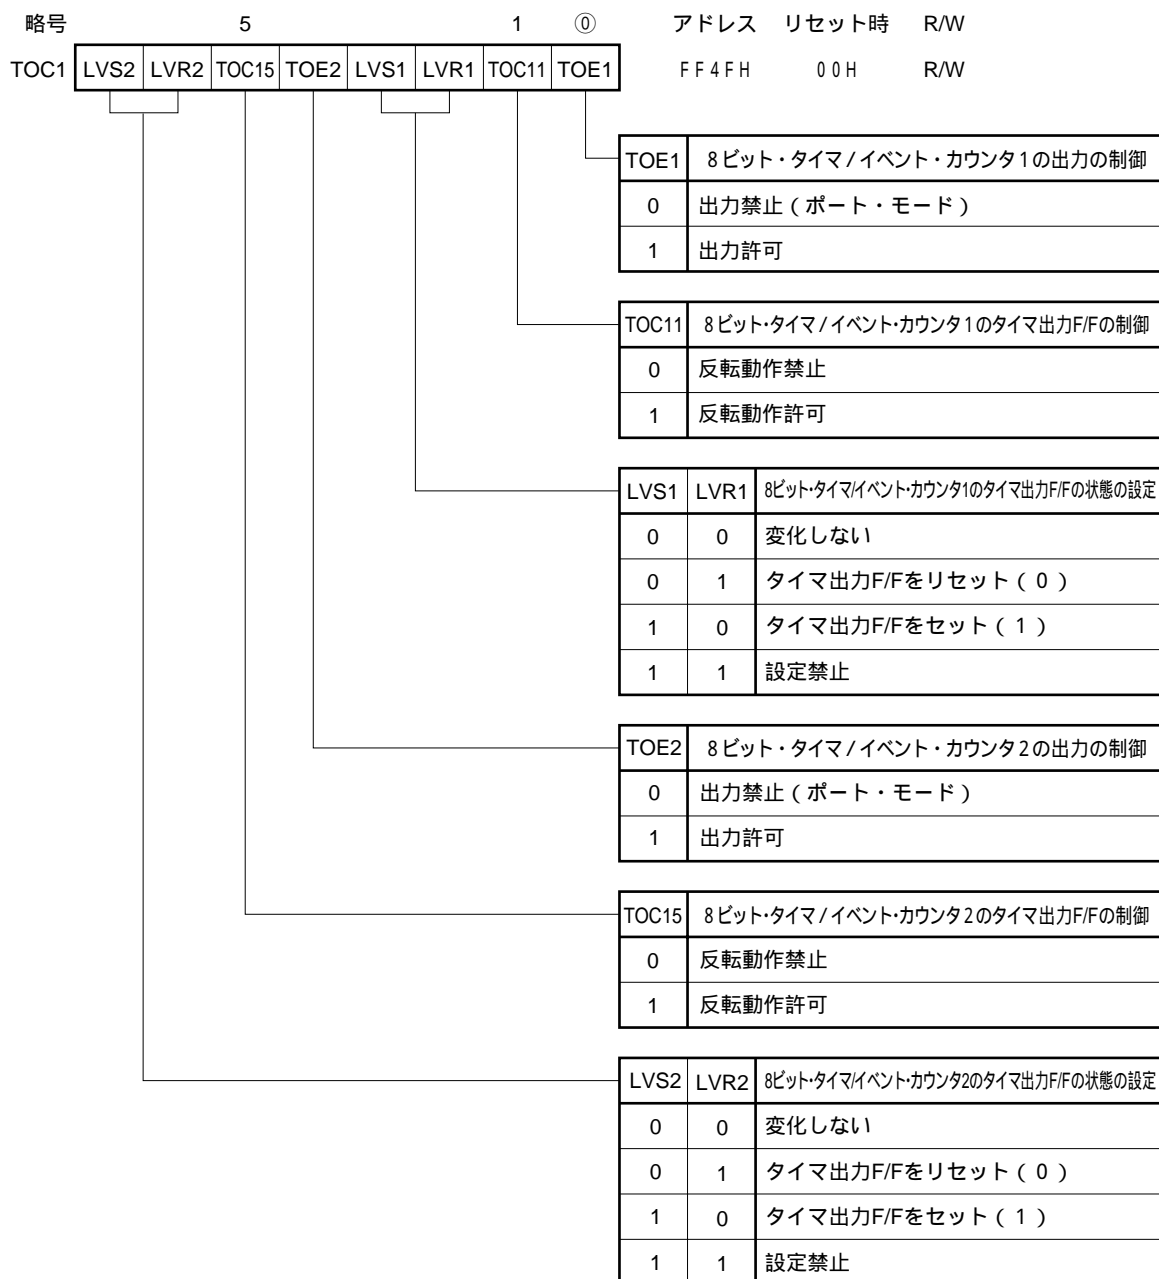 略号 5 1 ⓪ アドレス リセット時 R/W
TOC1 LVS2 LVR2 TOC15 TOE2 LVS1 LVR1 TOC11 TOE1 FF4FH 00H R/W
TOE1 8ビット・タイマ/イベント・カウンタ1の出力の制御
0 出力禁止(ポート・モード)
1 出力許可
TOC11 8ビット・タイマ/イベント・カウンタ1のタイマ出力F/Fの制御
0 反転動作禁止
1 反転動作許可
LVS1 LVR1 8ビット・タイマ/イベント・カウンタ1のタイマ出力F/Fの状態の設定
0 0 変化しない
0 1 タイマ出力F/Fをリセット(0)
1 0 タイマ出力F/Fをセット(1)
1 1 設定禁止
TOE2 8ビット・タイマ/イベント・カウンタ2の出力の制御
0 出力禁止(ポート・モード)
1 出力許可
TOC15 8ビット・タイマ/イベント・カウンタ2のタイマ出力F/Fの制御
0 反転動作禁止
1 反転動作許可
LVS2 LVR2 8ビット・タイマ/イベント・カウンタ2のタイマ出力F/Fの状態の設定
0 0 変化しない
0 1 タイマ出力F/Fをリセット(0)
1 0 タイマ出力F/Fをセット(1)
1 1 設定禁止